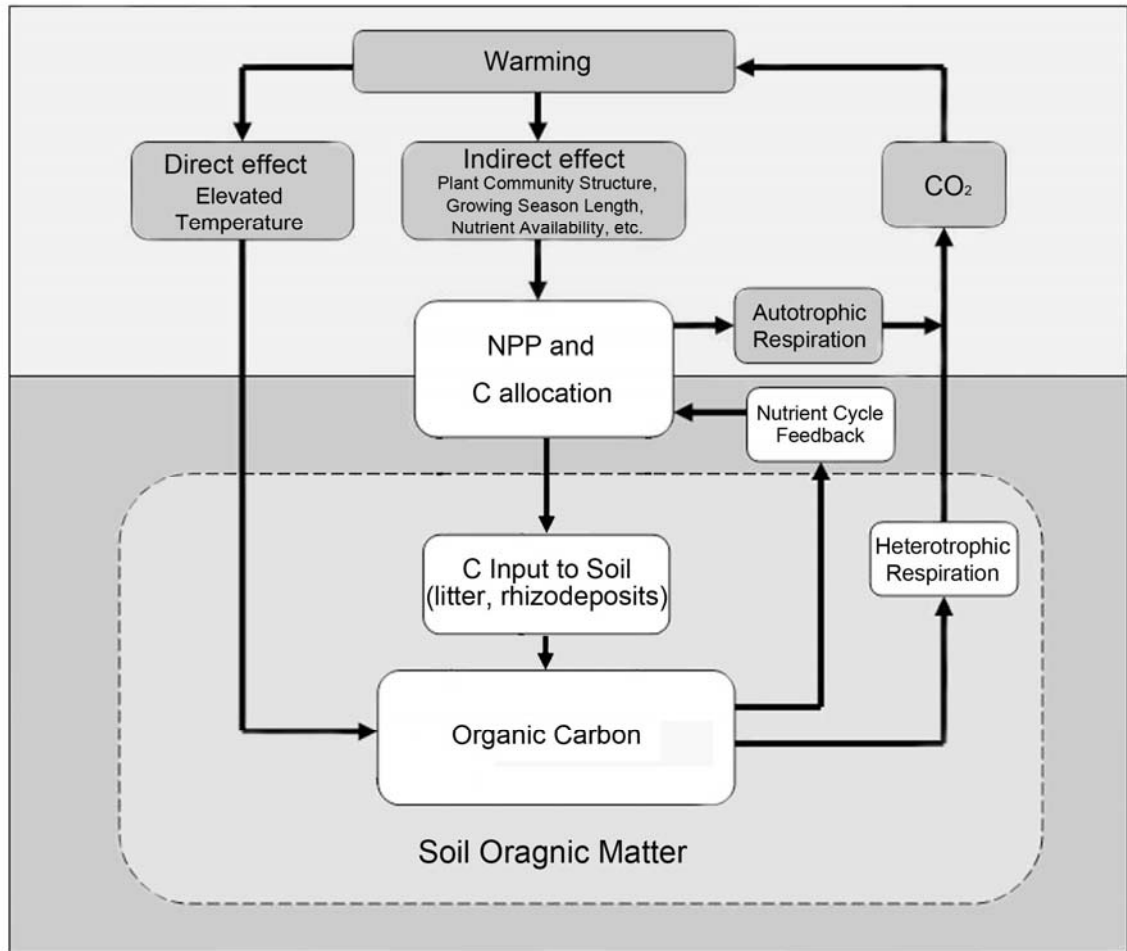 Warming
Direct effect
Elevated
Temperature
Indirect effect
Plant Community Structure,
Growing Season Length,
Nutrient Availability, etc.
CO₂
NPP and
C allocation
Autotrophic
Respiration
Nutrient Cycle
Feedback
C Input to Soil
(litter, rhizodeposits)
Heterotrophic
Respiration
Organic Carbon
Soil Oragnic Matter